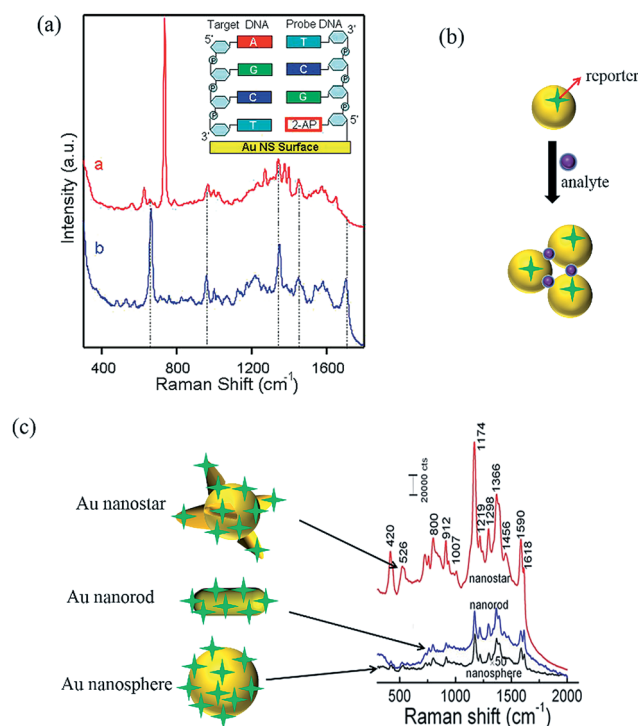 (a)
Target DNA Probe DNA
5' 3'
A T
P P
G C
P P
C G
P P
T 2-AP
3' 5'
Au NS Surface
a
b
Intensity (a.u.)
400 800 1200 1600
Raman Shift (cm-1)
(b)
reporter
analyte
(c)
Au nanostar
Au nanorod
Au nanosphere
20000 cts
420
526
800
912
1007
1174
1219
1298
1366
1456
1590
1618
nanostar
nanorod
×50
nanosphere
500 1000 1500 2000
Raman shift (cm-1)